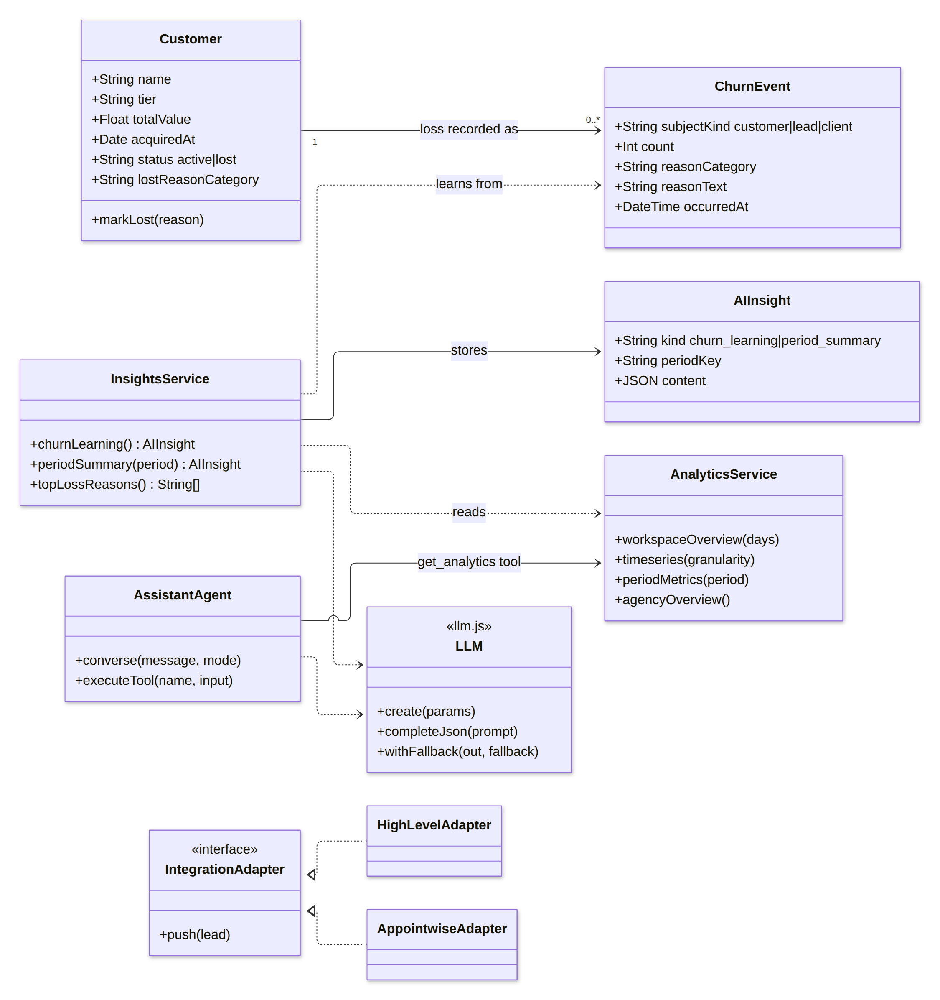 Customer
+String name
+String tier
+Float totalValue
+Date acquiredAt
+String status active|lost
+String lostReasonCategory
+markLost(reason)
1
loss recorded as
0..*
ChurnEvent
+String subjectKind customer|lead|client
+Int count
+String reasonCategory
+String reasonText
+DateTime occurredAt
learns from
AIInsight
+String kind churn_learning|period_summary
+String periodKey
+JSON content
stores
InsightsService
+churnLearning() : AIInsight
+periodSummary(period) : AIInsight
+topLossReasons() : String[]
reads
AnalyticsService
+workspaceOverview(days)
+timeseries(granularity)
+periodMetrics(period)
+agencyOverview()
get_analytics tool
AssistantAgent
+converse(message, mode)
+executeTool(name, input)
«llm.js»
LLM
+create(params)
+completeJson(prompt)
+withFallback(out, fallback)
HighLevelAdapter
«interface»
IntegrationAdapter
+push(lead)
AppointwiseAdapter